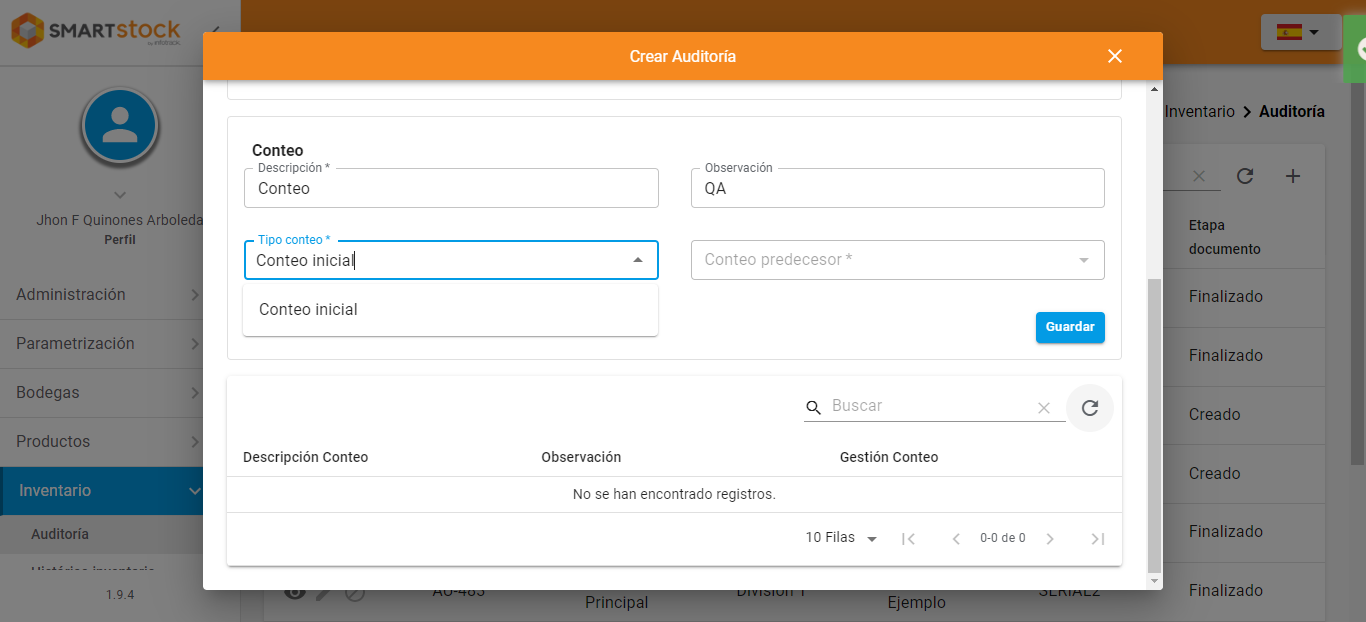 SMARTSTOCK
by infotrack
Crear Auditoría
Jhon F Quinones Arboleda
Perfil
Administración
Parametrización
Bodegas
Productos
Inventario
Auditoría
Histórico inventario
1.9.4
Conteo
Descripción *
Conteo
Observación
QA
Tipo conteo *
Conteo inicial
Conteo predecesor *
Conteo inicial
Guardar
Buscar
Descripción Conteo
Observación
Gestión Conteo
No se han encontrado registros.
10 Filas
0-0 de 0
Inventario
Auditoría
Etapa
documento
Finalizado
Finalizado
Creado
Creado
Finalizado
AU-485
Principal
División 1
Ejemplo
SERIAL2
Finalizado